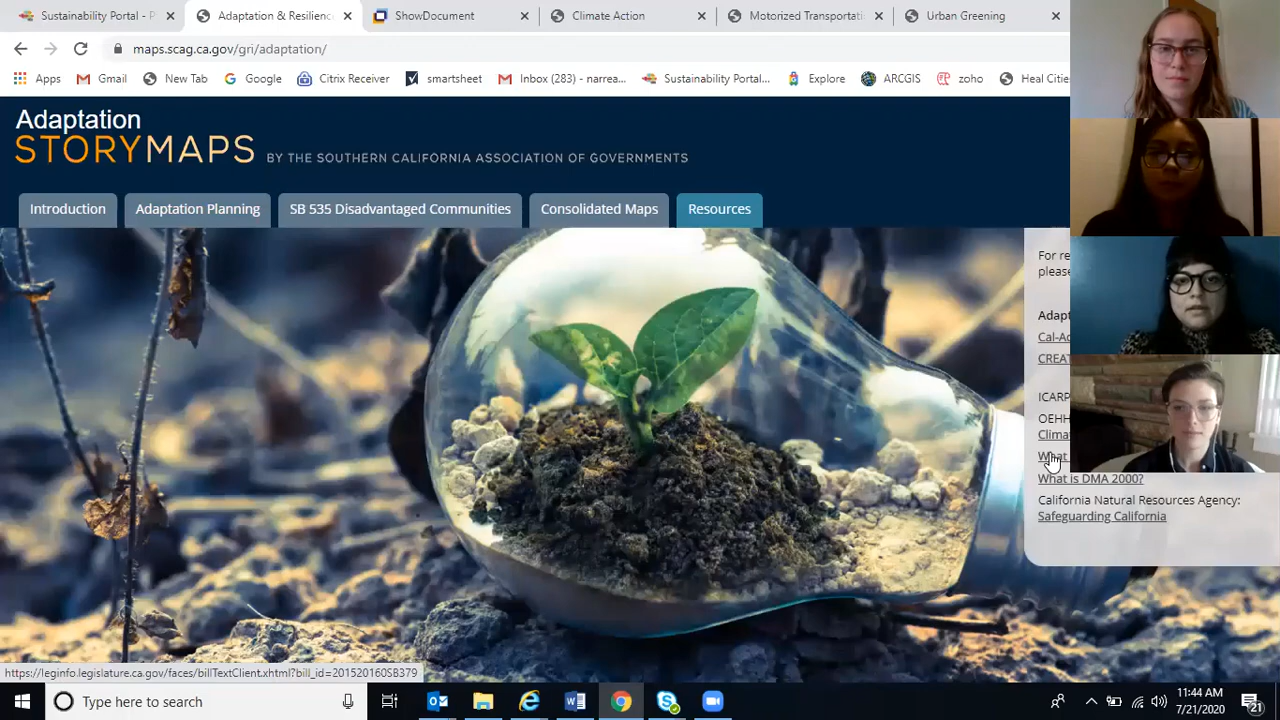 Sustainability Portal - P
Adaptation & Resilienc
ShowDocument
Climate Action
Motorized Transportati
Urban Greening
maps.scag.ca.gov/gri/adaptation/
Apps
Gmail
New Tab
Google
Citrix Receiver
smartsheet
Inbox (283) - narrea...
Sustainability Portal...
Explore
ARCGIS
zoho
Heal Citie
Adaptation
STORYMAPS BY THE SOUTHERN CALIFORNIA ASSOCIATION OF GOVERNMENTS
Introduction
Adaptation Planning
SB 535 Disadvantaged Communities
Consolidated Maps
Resources
For re
please
Adapt
Cal-Ad
CREAT
ICARP
OEHH
Clima
What
What is DMA 2000?
California Natural Resources Agency:
Safeguarding California
https://leginfo.legislature.ca.gov/faces/billTextClient.xhtml?bill_id=201520160SB379
Type here to search
11:44 AM
7/21/2020
21